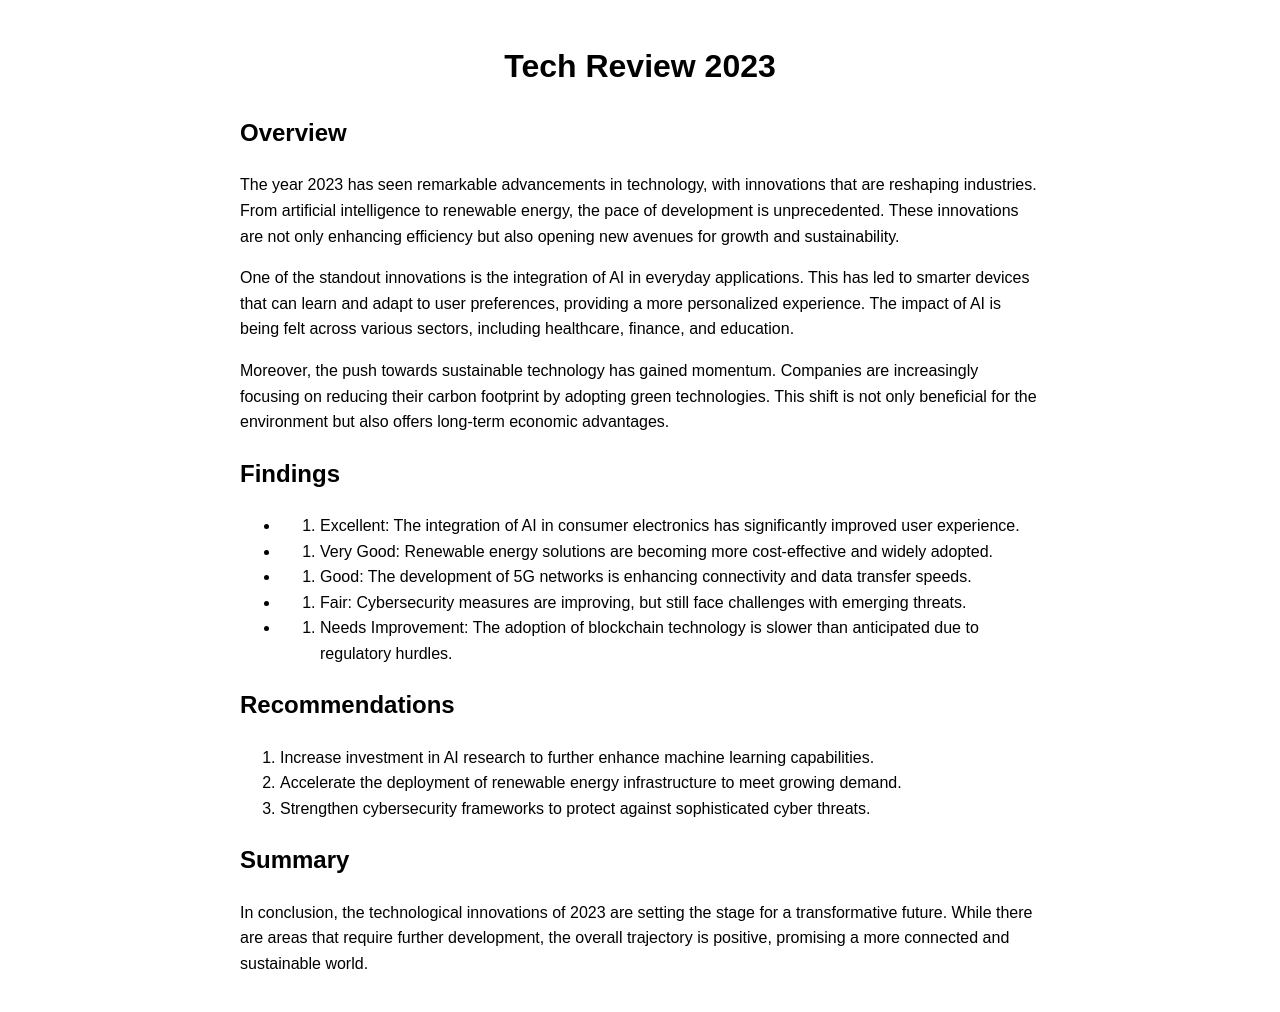 Tech Review 2023
Overview
The year 2023 has seen remarkable advancements in technology, with innovations that are reshaping industries.
From artificial intelligence to renewable energy, the pace of development is unprecedented. These innovations
are not only enhancing efficiency but also opening new avenues for growth and sustainability.
One of the standout innovations is the integration of AI in everyday applications. This has led to smarter devices
that can learn and adapt to user preferences, providing a more personalized experience. The impact of AI is
being felt across various sectors, including healthcare, finance, and education.
Moreover, the push towards sustainable technology has gained momentum. Companies are increasingly
focusing on reducing their carbon footprint by adopting green technologies. This shift is not only beneficial for the
environment but also offers long-term economic advantages.
Findings
• 1. Excellent: The integration of AI in consumer electronics has significantly improved user experience.
• 1. Very Good: Renewable energy solutions are becoming more cost-effective and widely adopted.
• 1. Good: The development of 5G networks is enhancing connectivity and data transfer speeds.
• 1. Fair: Cybersecurity measures are improving, but still face challenges with emerging threats.
• 1. Needs Improvement: The adoption of blockchain technology is slower than anticipated due to
regulatory hurdles.
Recommendations
1. Increase investment in AI research to further enhance machine learning capabilities.
2. Accelerate the deployment of renewable energy infrastructure to meet growing demand.
3. Strengthen cybersecurity frameworks to protect against sophisticated cyber threats.
Summary
In conclusion, the technological innovations of 2023 are setting the stage for a transformative future. While there
are areas that require further development, the overall trajectory is positive, promising a more connected and
sustainable world.